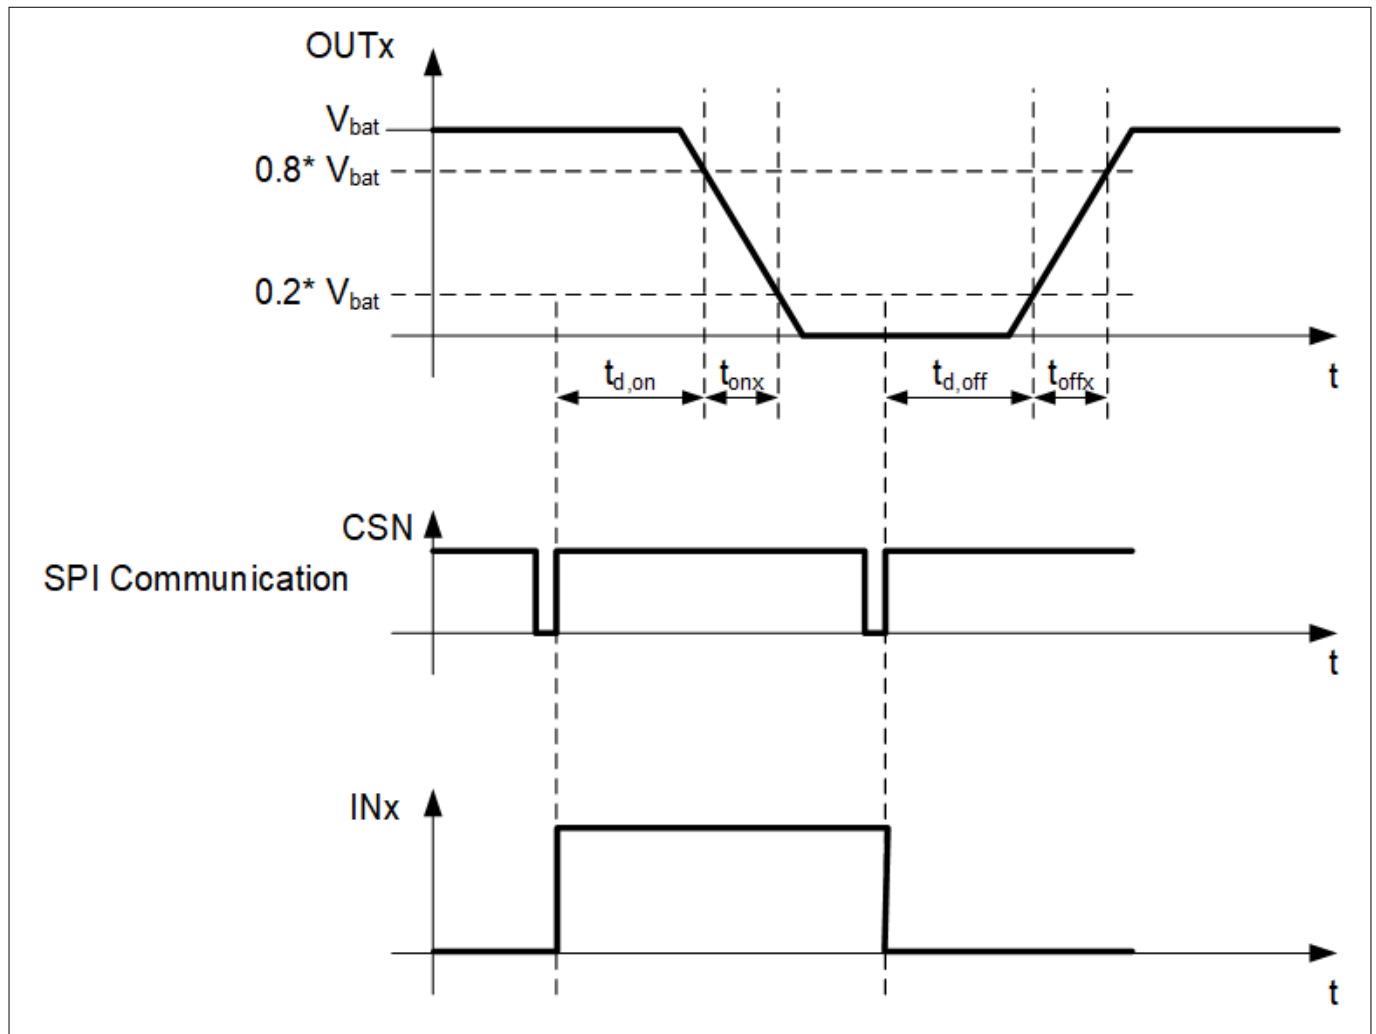 OUTx
Vbat
0.8* Vbat
0.2* Vbat
td,on tonx td,off toffx
t
CSN
SPI Communication
t
INx
t